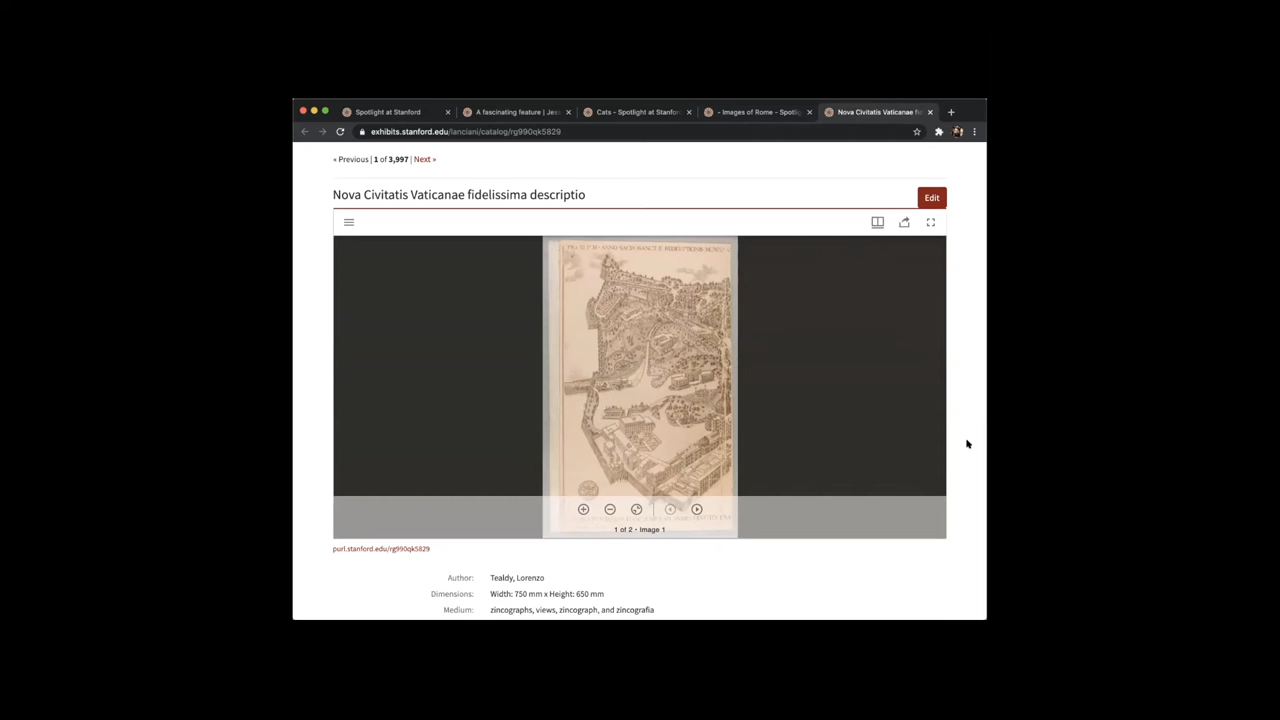 Spotlight at Stanford
A fascinating feature | Jess
Cats - Spotlight at Stanford
- Images of Rome - Spotlig
Nova Civitatis Vaticanae fi
exhibits.stanford.edu/lanciani/catalog/rg990qk5829
« Previous | 1 of 3,997 | Next »
Nova Civitatis Vaticanae fidelissima descriptio
Edit
1 of 2 • Image 1
purl.stanford.edu/rg990qk5829
Author: Tealdy, Lorenzo
Dimensions: Width: 750 mm x Height: 650 mm
Medium: zincographs, views, zincograph, and zincografia